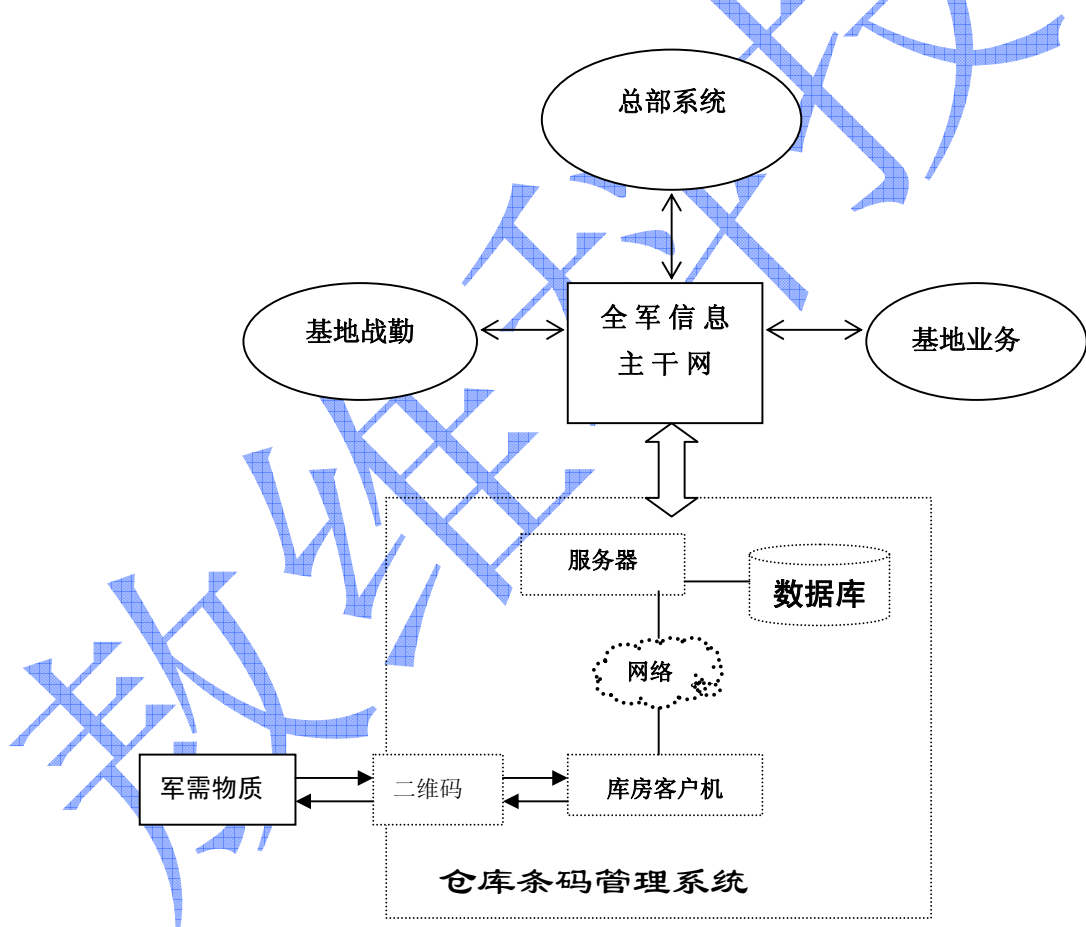 总部系统
全军信息
主干网
基地战勤
基地业务
服务器
数据库
网络
军需物质
二维码
库房客户机
仓库条码管理系统